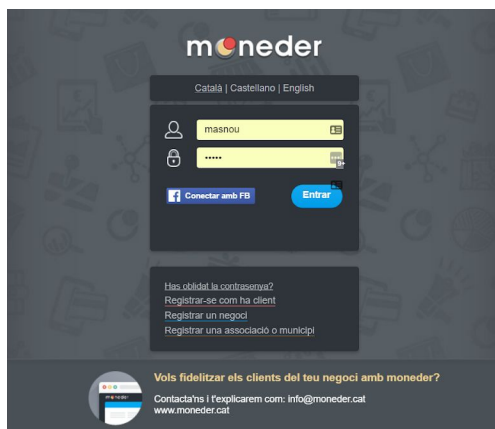 moneder
Català | Castellano | English
masnou
•••••
9+
Conectar amb FB
Entrar
Has oblidat la contrasenya?
Registrar-se com ha client
Registrar un negoci
Registrar una associació o municipi
moneder
Vols fidelitzar els clients del teu negoci amb moneder?
Contacta'ns i t'explicarem com: info@moneder.cat
www.moneder.cat